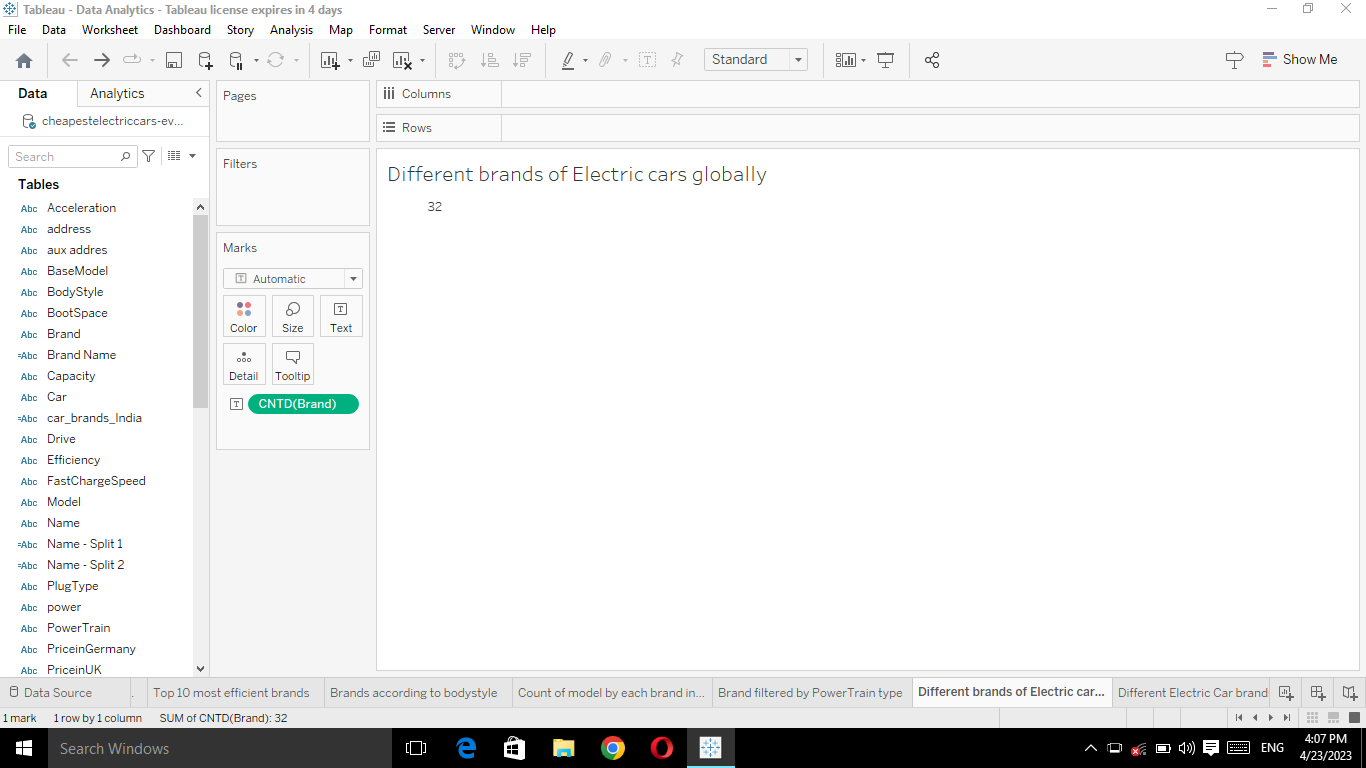 Tableau - Data Analytics - Tableau license expires in 4 days
File Data Worksheet Dashboard Story Analysis Map Format Server Window Help
Standard
Show Me
Data Analytics
cheapestelectriccars-ev...
Search
Tables
Abc Acceleration
Abc address
Abc aux addres
Abc BaseModel
Abc BodyStyle
Abc BootSpace
Abc Brand
=Abc Brand Name
Abc Capacity
Abc Car
=Abc car_brands_India
Abc Drive
Abc Efficiency
Abc FastChargeSpeed
Abc Model
Abc Name
=Abc Name - Split 1
=Abc Name - Split 2
Abc PlugType
Abc power
Abc PowerTrain
Abc PriceinGermany
Abc PriceinUK
Pages
Filters
Marks
T Automatic
Color Size Text
Detail Tooltip
T CNTD(Brand)
Columns
Rows
Different brands of Electric cars globally
32
Data Source Top 10 most efficient brands Brands according to bodystyle Count of model by each brand in... Brand filtered by PowerTrain type Different brands of Electric car... Different Electric Car brand
1 mark 1 row by 1 column SUM of CNTD(Brand): 32
Search Windows
ENG
4:07 PM
4/23/2023